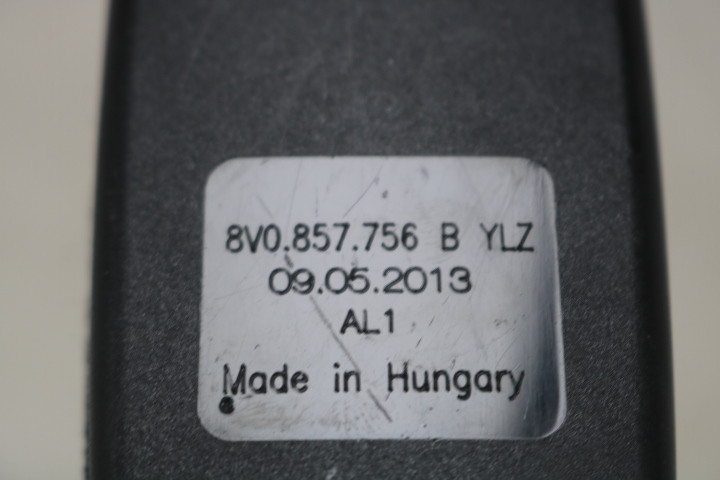 8V0.857.756 B YLZ
09.05.2013
AL1
Made in Hungary